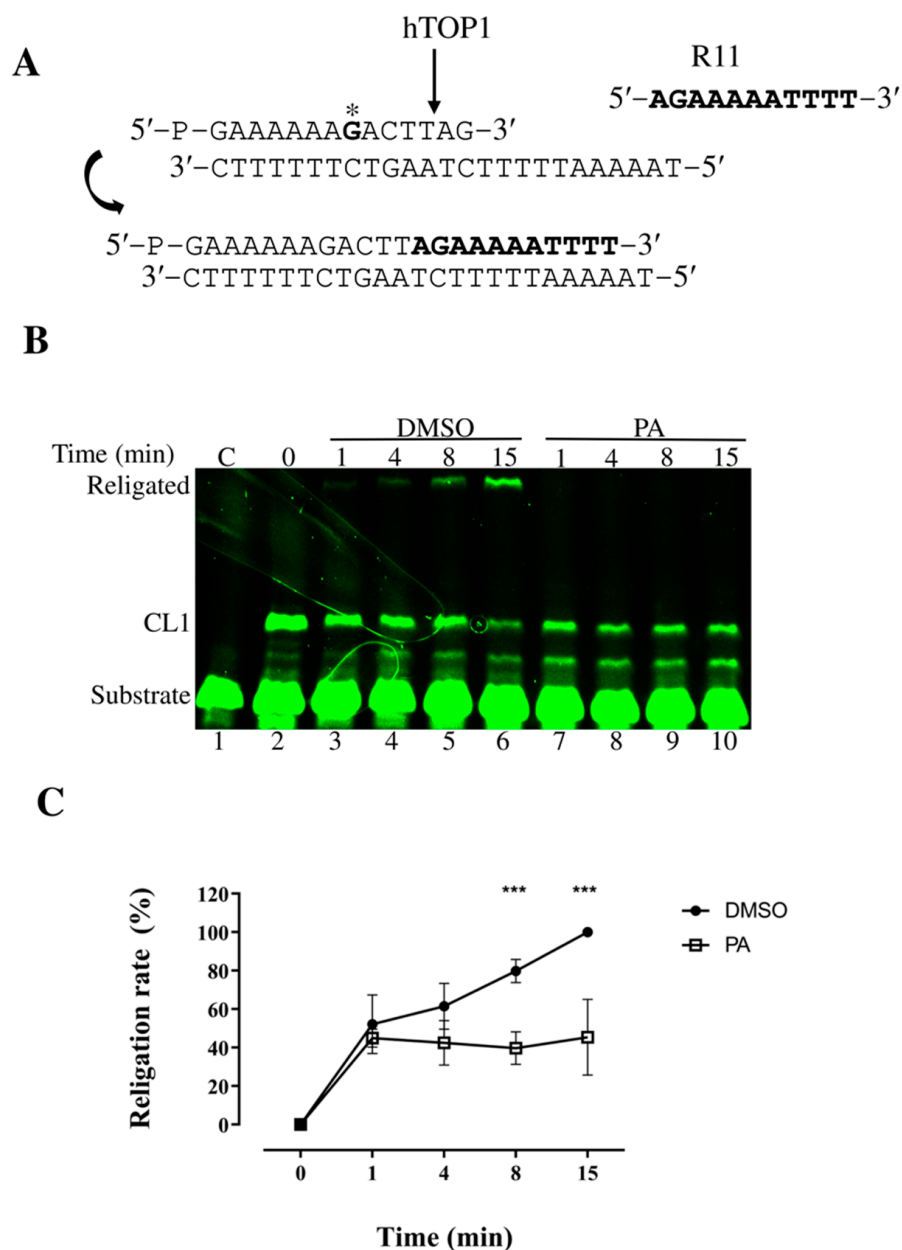 A
hTOP1
R11
5′–AGAAAAATTTT–3′
*
5′–P–GAAAAAAGACTTAG–3′
3′–CTTTTTTCTGAATCTTTTTAAAAAT–5′
5′–P–GAAAAAAGACTTAGAAAAATTTT–3′
3′–CTTTTTTCTGAATCTTTTTAAAAAT–5′
B
DMSO PA
Time (min) C 0 1 4 8 15 1 4 8 15
Religated
CL1
Substrate
1 2 3 4 5 6 7 8 9 10
C
Religation rate (%)
120
100
80
60
40
20
0
*** ***
DMSO
PA
0 1 4 8 15
Time (min)